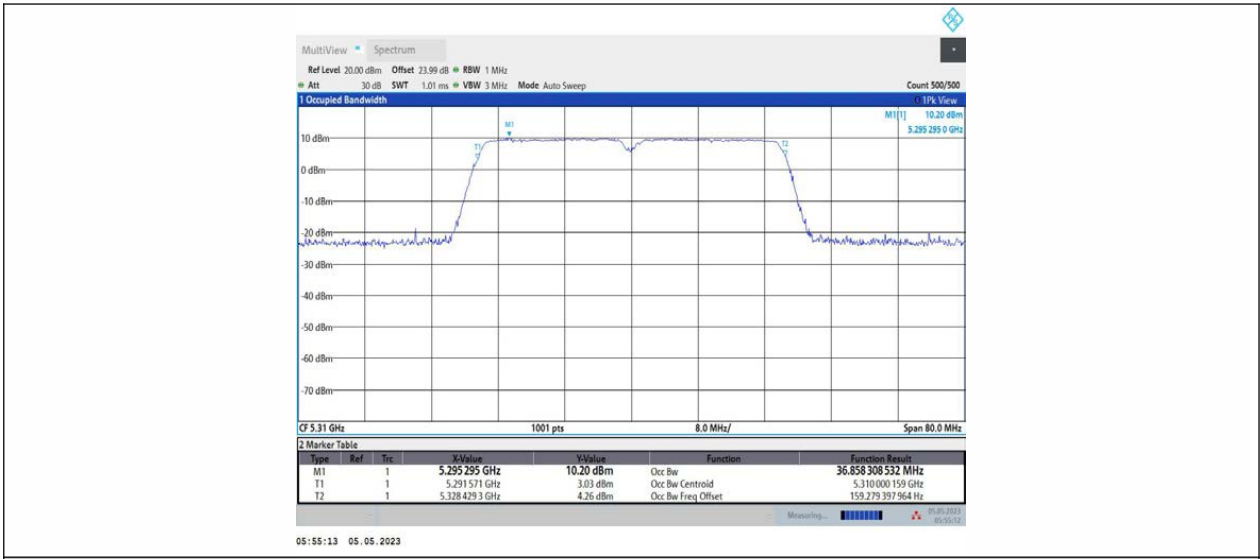 MultiView Spectrum
Ref Level 20.00 dBm Offset 23.99 dB RBW 1 MHz
Att 30 dB SWT 1.01 ms VBW 3 MHz Mode Auto Sweep Count 500/500
1 Occupied Bandwidth 1Pk View
M1[1] 10.20 dBm
5.295 295 0 GHz
M1
10 dBm
T1 T2
0 dBm
-10 dBm
-20 dBm
-30 dBm
-40 dBm
-50 dBm
-60 dBm
-70 dBm
CF 5.31 GHz 1001 pts 8.0 MHz/ Span 80.0 MHz
2 Marker Table
Type Ref Trc X-Value Y-Value Function Function Result
M1 1 5.295 295 GHz 10.20 dBm Occ Bw 36.858 308 532 MHz
T1 1 5.291 571 GHz 3.03 dBm Occ Bw Centroid 5.310 000 159 GHz
T2 1 5.328 429 3 GHz 4.26 dBm Occ Bw Freq Offset 159.279 397 964 Hz
Measuring... 05.05.2023
05:55:12
05:55:13 05.05.2023